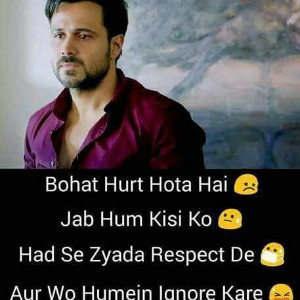 Bohat Hurt Hota Hai 😞
Jab Hum Kisi Ko 😓
Had Se Zyada Respect De 😷
Aur Wo Humein Ignore Kare 😝